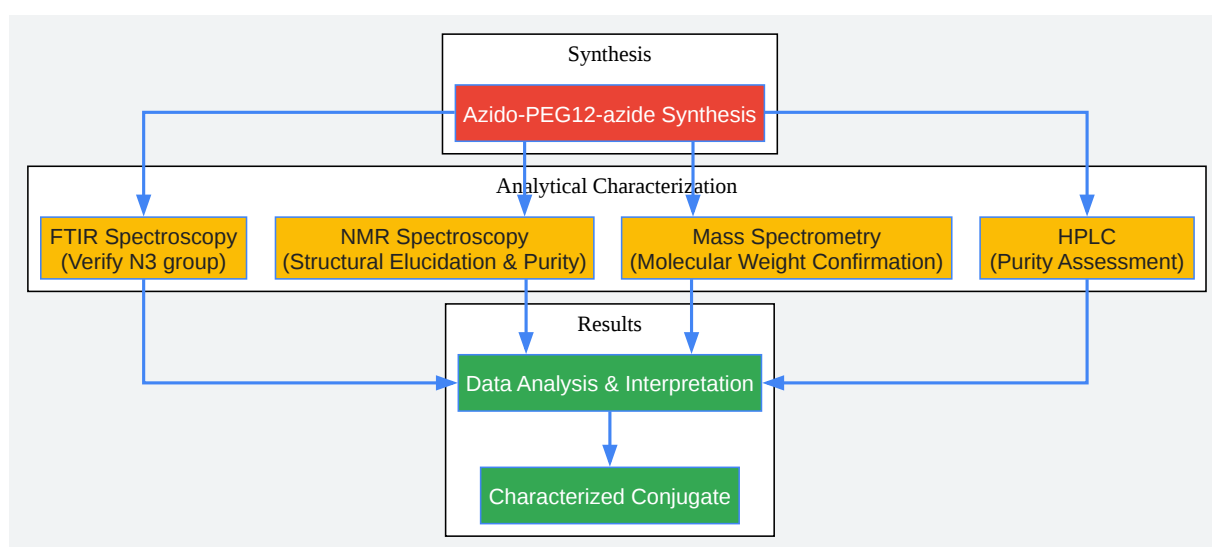 Synthesis
Azido-PEG12-azide Synthesis
Analytical Characterization
FTIR Spectroscopy
(Verify N3 group)
NMR Spectroscopy
(Structural Elucidation & Purity)
Mass Spectrometry
(Molecular Weight Confirmation)
HPLC
(Purity Assessment)
Results
Data Analysis & Interpretation
Characterized Conjugate